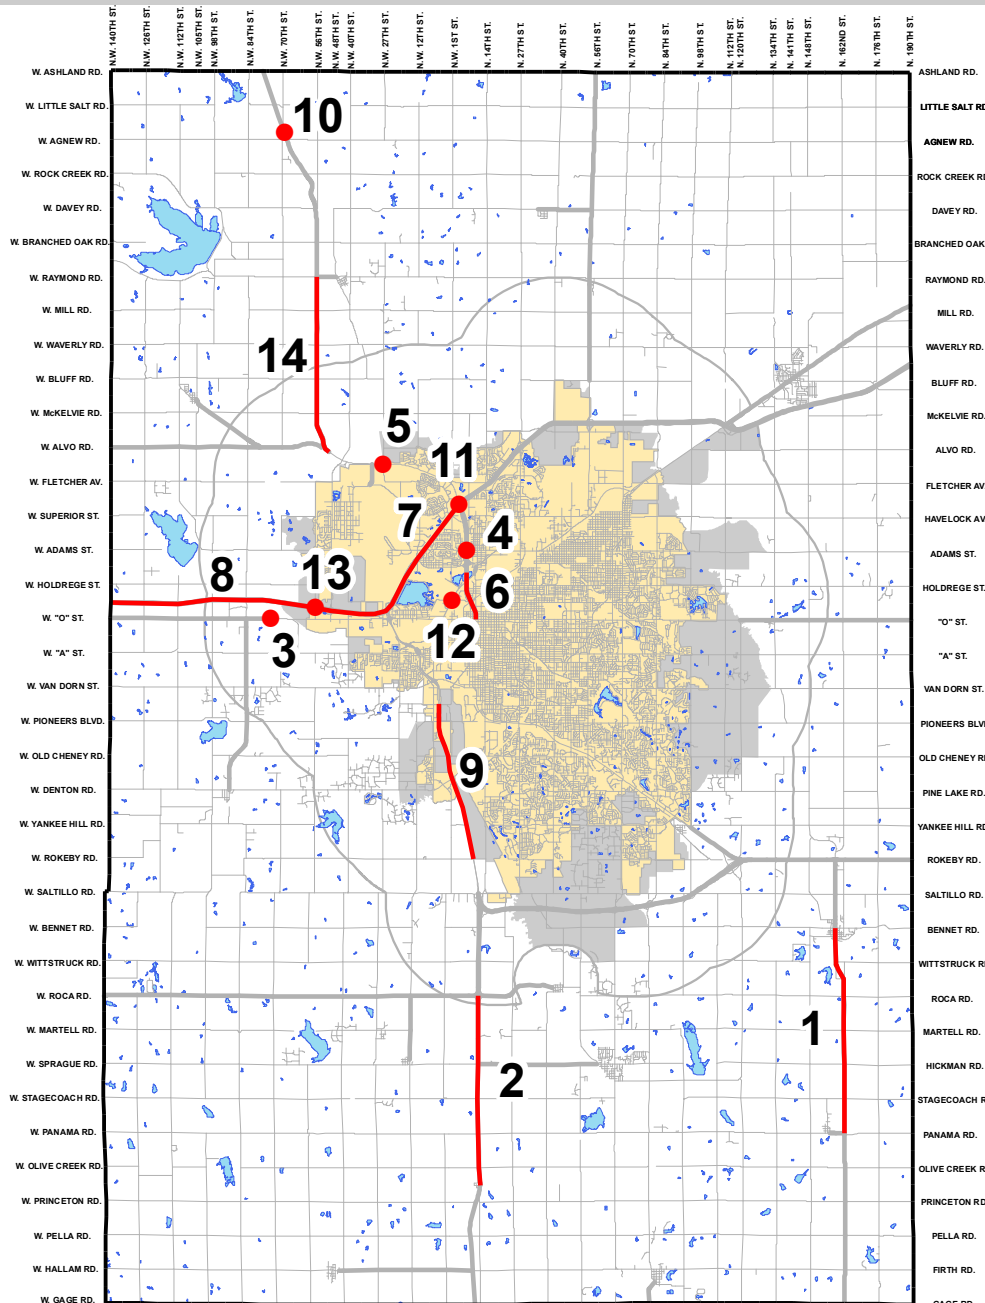 N.W. 140TH ST.
N.W. 126TH ST.
N.W. 112TH ST.
N.W. 105TH ST.
N.W. 98TH ST.
N.W. 84TH ST.
N.W. 70TH ST.
N.W. 56TH ST.
N.W. 48TH ST.
N.W. 40TH ST.
N.W. 27TH ST.
N.W. 12TH ST.
N.W. 1ST ST.
N. 14TH ST.
N. 27TH ST.
N. 40TH ST.
N. 56TH ST.
N. 70TH ST.
N. 84TH ST.
N. 98TH ST.
N. 112TH ST.
N. 120TH ST.
N. 134TH ST.
N. 141TH ST.
N. 148TH ST.
N. 162ND ST.
N. 176TH ST.
N. 190TH ST.
W. ASHLAND RD.
W. LITTLE SALT RD.
W. AGNEW RD.
W. ROCK CREEK RD.
W. DAVEY RD.
W. BRANCHED OAK RD.
W. RAYMOND RD.
W. MILL RD.
W. WAVERLY RD.
W. BLUFF RD.
W. McKELVIE RD.
W. ALVO RD.
W. FLETCHER AV.
W. SUPERIOR ST.
W. ADAMS ST.
W. HOLDREGE ST.
W. "O" ST.
W. "A" ST.
W. VAN DORN ST.
W. PIONEERS BLVD.
W. OLD CHENEY RD.
W. DENTON RD.
W. YANKEE HILL RD.
W. ROKEBY RD.
W. SALTILLO RD.
W. BENNET RD.
W. WITTSTRUCK RD.
W. ROCA RD.
W. MARTELL RD.
W. SPRAGUE RD.
W. STAGECOACH RD.
W. PANAMA RD.
W. OLIVE CREEK RD.
W. PRINCETON RD.
W. PELLA RD.
W. HALLAM RD.
W. GAGE RD.
10
14
5
11
7
4
8
13
6
12
3
9
1
2
ASHLAND RD.
LITTLE SALT RD.
AGNEW RD.
ROCK CREEK RD.
DAVEY RD.
BRANCHED OAK
RAYMOND RD.
MILL RD.
WAVERLY RD.
BLUFF RD.
McKELVIE RD.
ALVO RD.
FLETCHER AV.
HAVELOCK AV
ADAMS ST.
HOLDREGE ST.
"O" ST.
"A" ST.
VAN DORN ST.
PIONEERS BLV
OLD CHENEY R
PINE LAKE RD.
YANKEE HILL RD
ROKEBY RD.
SALTILLO RD.
BENNET RD.
WITTSTRUCK R
ROCA RD.
MARTELL RD.
HICKMAN RD.
STAGECOACH R
PANAMA RD.
OLIVE CREEK R
PRINCETON RD.
PELLA RD.
FIRTH RD.